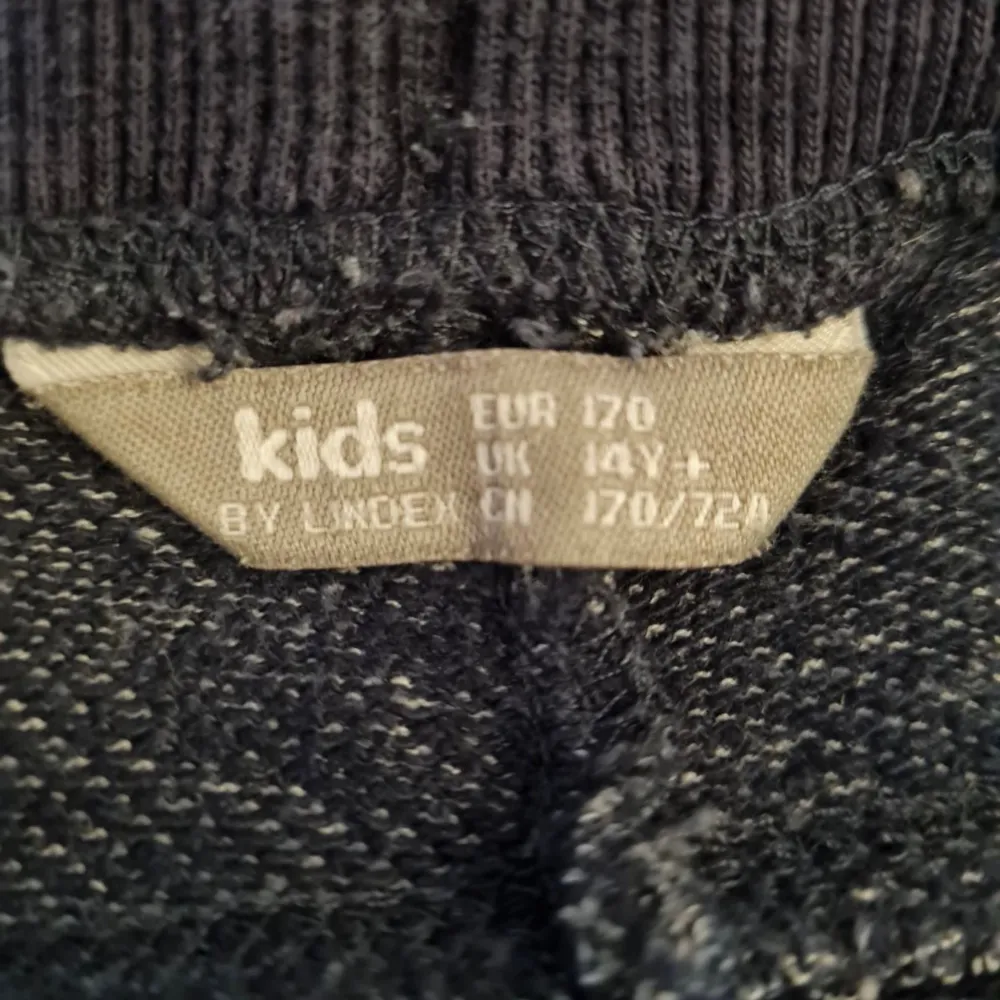 kids
BY LINDEX
EUR 170
UK 14Y+
CN 170/72A